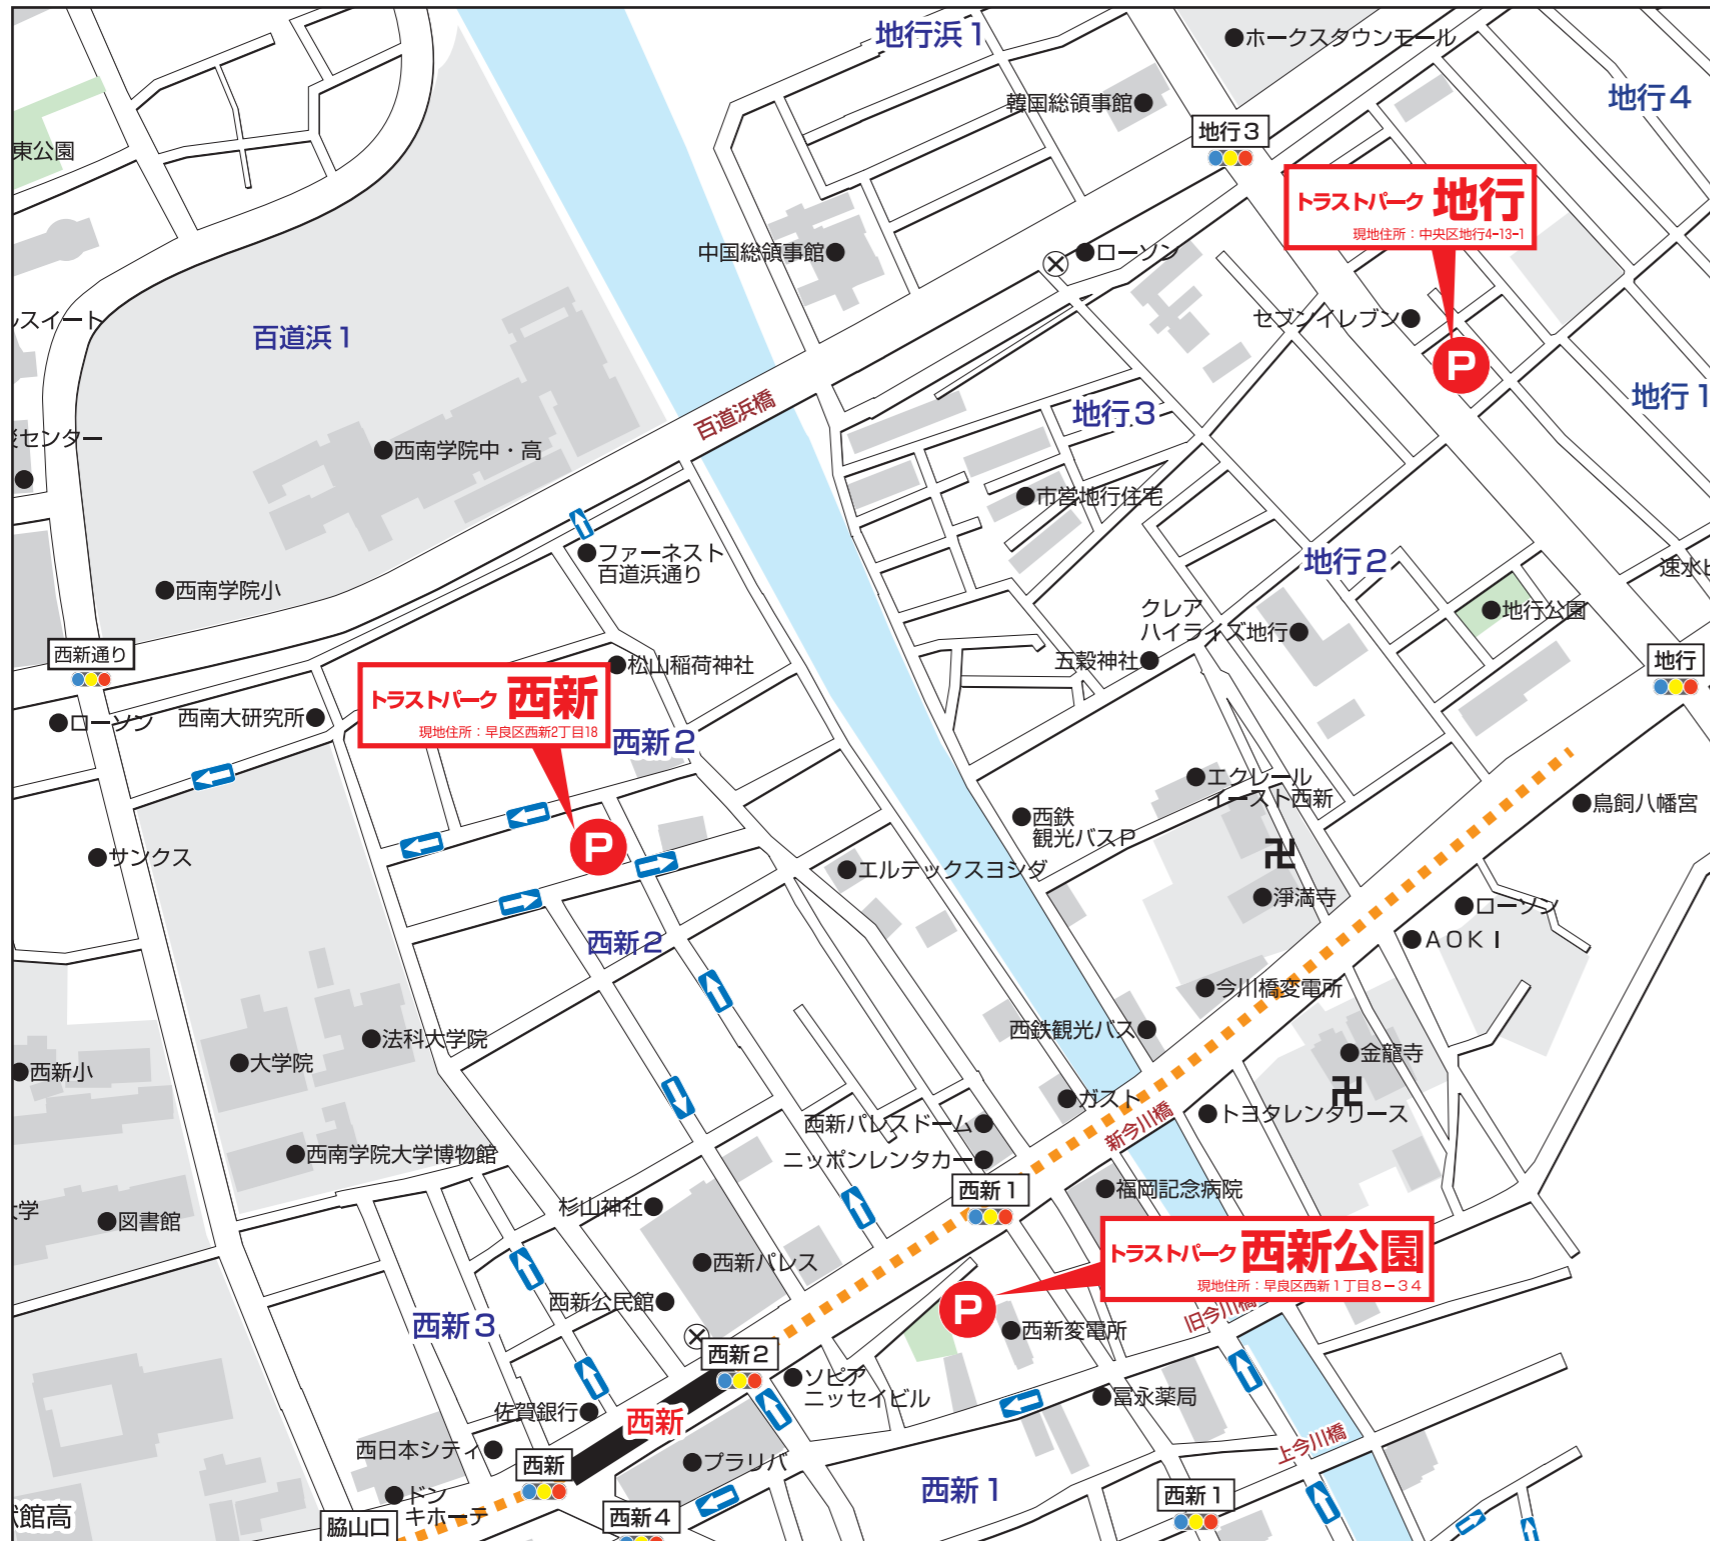 地行浜1
ホークスタウンモール
地行4
韓国総領事館
地行3
東公園
トラストパーク 地行
現地住所：中央区地行4-13-1
中国総領事館
ローソン
セブンイレブン
スイート
百道浜1
百道浜橋
地行3
地行1
センター
西南学院中・高
市営地行住宅
ファーネスト
百道浜通り
地行2
速水ビ
西南学院小
クレア
ハイライズ地行
地行公園
西新通り
松山稲荷神社
五穀神社
地行
トラストパーク 西新
現地住所：早良区西新2丁目18
ローソン
西南大研究所
西新2
エクレール
イースト西新
鳥飼八幡宮
西鉄
観光バスP
P
P
サンクス
エルテックスヨシダ
卍
淨満寺
ローソン
AOKI
西新2
今川橋変電所
西鉄観光バス
法科大学院
大学院
西新小
金龍寺
卍
ガスト
トヨタレンタリース
新今川橋
西新パレスドーム
ニッポンレンタカー
西南学院大学博物館
西新1
福岡記念病院
杉山神社
学
図書館
トラストパーク 西新公園
現地住所：早良区西新1丁目8-34
西新パレス
P
旧今川橋
西新公民館
西新3
西新変電所
西新2
ソピア
ニッセイビル
冨永薬局
佐賀銀行
西新
上今川橋
西日本シティ
西新
プラリバ
西新1
西新1
ドン
キホーテ
館高
脇山口
西新4